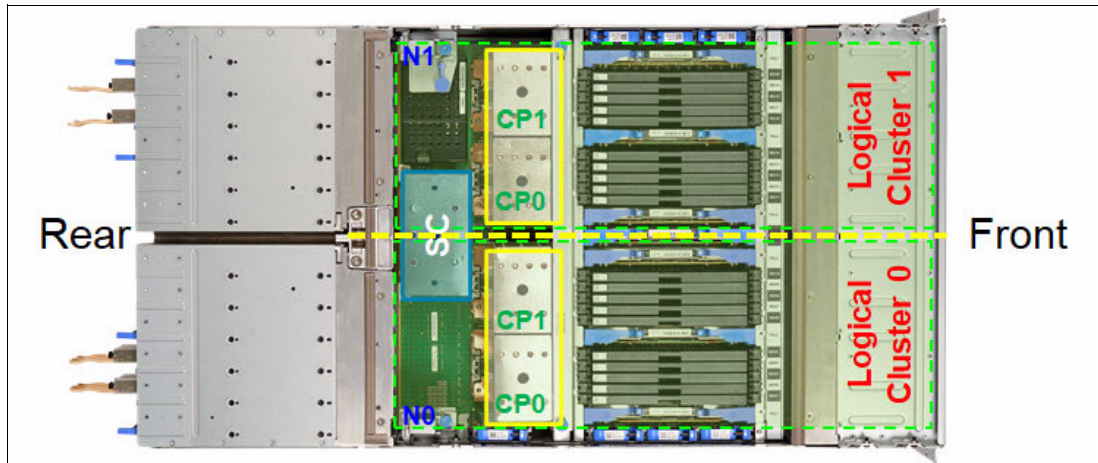 N1
CP1
CP0
SC
Rear
Front
Logical
Cluster 1
CP1
CP0
N0
Logical
Cluster 0